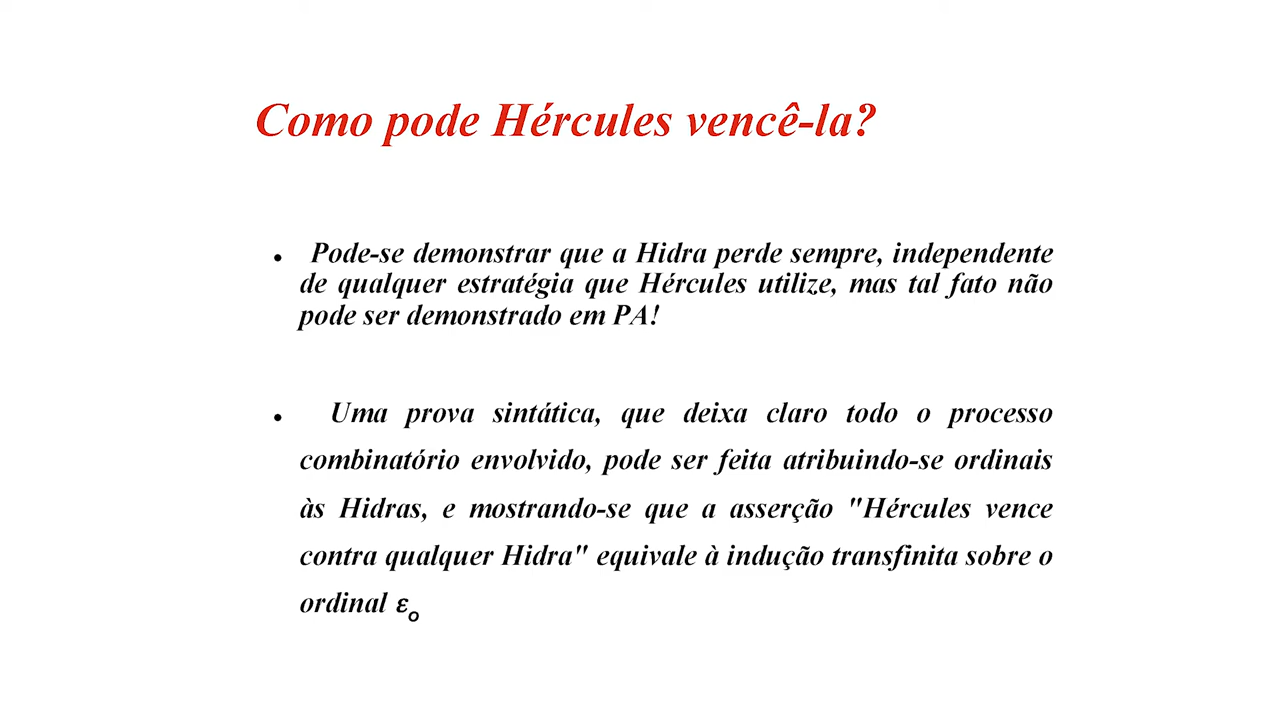 Como pode Hércules vencê-la?
• Pode-se demonstrar que a Hidra perde sempre, independente
de qualquer estratégia que Hércules utilize, mas tal fato não
pode ser demonstrado em PA!
• Uma prova sintática, que deixa claro todo o processo
combinatório envolvido, pode ser feita atribuindo-se ordinais
às Hidras, e mostrando-se que a asserção "Hércules vence
contra qualquer Hidra" equivale à indução transfinita sobre o
ordinal εo